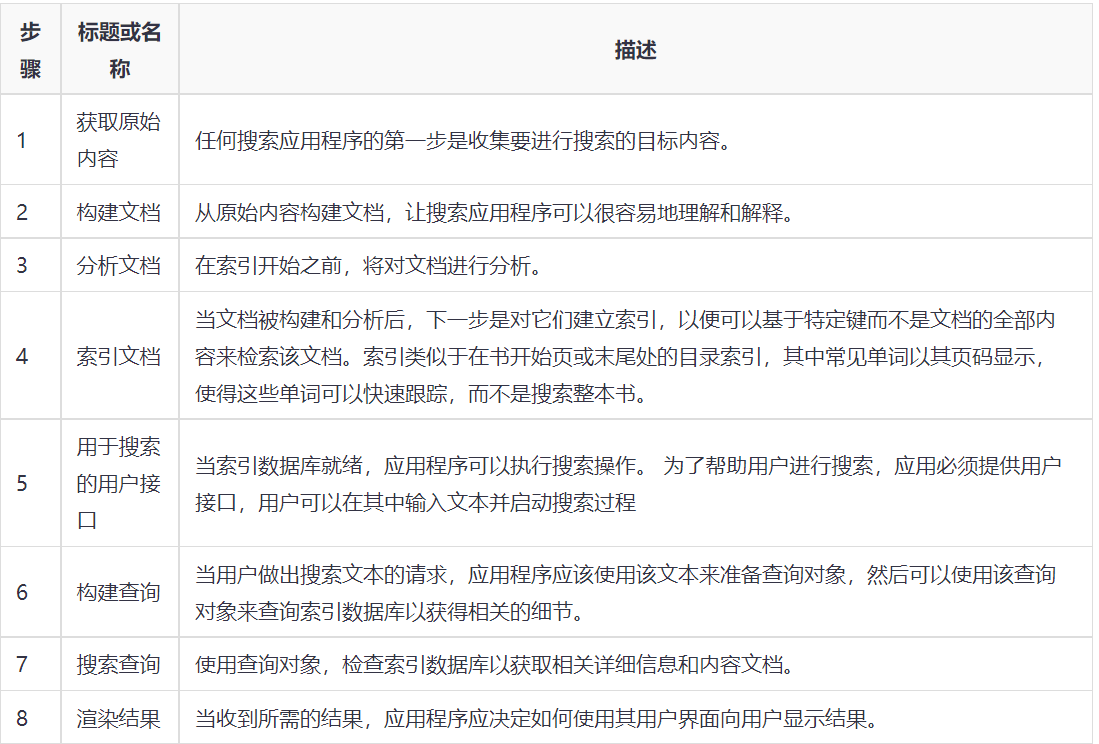 步
骤
标题或名
称
描述
1
获取原始
内容
任何搜索应用程序的第一步是收集要进行搜索的目标内容。
2
构建文档
从原始内容构建文档，让搜索应用程序可以很容易地理解和解释。
3
分析文档
在索引开始之前，将对文档进行分析。
4
索引文档
当文档被构建和分析后，下一步是对它们建立索引，以便可以基于特定键而不是文档的全部内
容来检索该文档。索引类似于在书开始页或末尾处的目录索引，其中常见单词以其页码显示，
使得这些单词可以快速跟踪，而不是搜索整本书。
5
用于搜索
的用户接
口
当索引数据库就绪，应用程序可以执行搜索操作。 为了帮助用户进行搜索，应用必须提供用户
接口，用户可以在其中输入文本并启动搜索过程
6
构建查询
当用户做出搜索文本的请求，应用程序应该使用该文本来准备查询对象，然后可以使用该查询
对象来查询索引数据库以获得相关的细节。
7
搜索查询
使用查询对象，检查索引数据库以获取相关详细信息和内容文档。
8
渲染结果
当收到所需的结果，应用程序应决定如何使用其用户界面向用户显示结果。